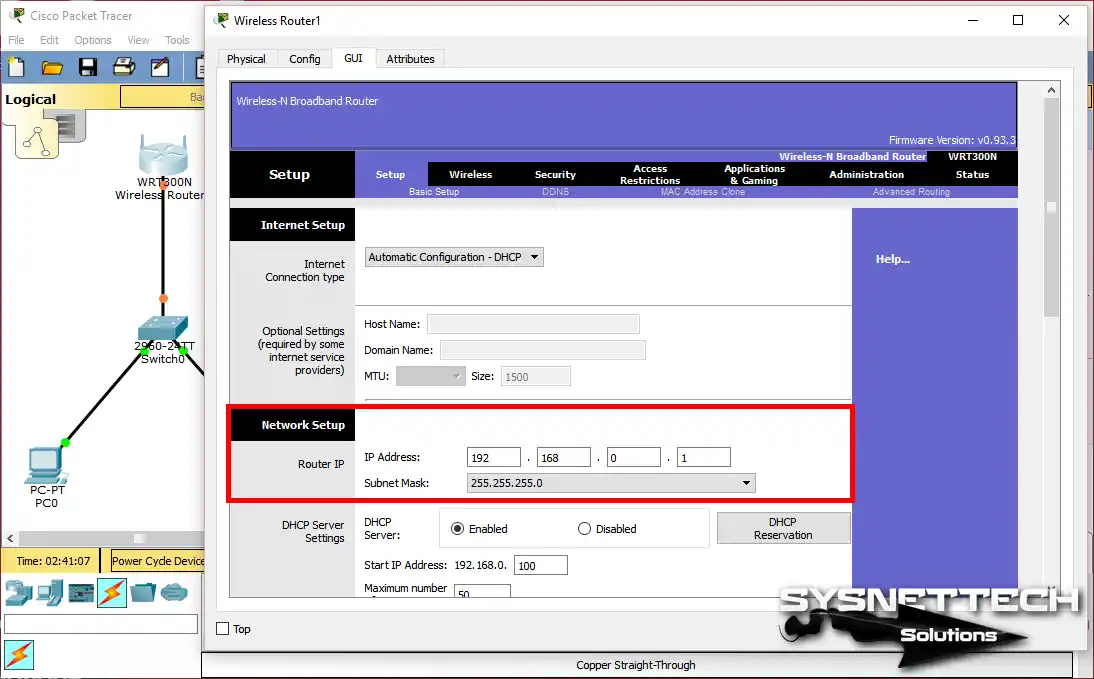 Cisco Packet Tracer
File Edit Options View Tools
Logical
Ba
WRT300N
Wireless Router
2960-24TT
Switch0
PC-PT
PC0
Time: 02:41:07
Power Cycle Device
Wireless Router1
Physical Config GUI Attributes
Wireless-N Broadband Router
Firmware Version: v0.93.3
Wireless-N Broadband Router WRT300N
Setup
Setup Wireless Security Access Restrictions Applications & Gaming Administration Status
Basic Setup DDNS MAC Address Clone Advanced Routing
Internet Setup
Internet
Connection type
Automatic Configuration - DHCP
Help...
Optional Settings
(required by some
internet service
providers)
Host Name:
Domain Name:
MTU: Size: 1500
Network Setup
Router IP
IP Address: 192 . 168 . 0 . 1
Subnet Mask: 255.255.255.0
DHCP Server
Settings
DHCP
Server:
Enabled Disabled
DHCP
Reservation
Start IP Address: 192.168.0. 100
Maximum number 50
Top
Copper Straight-Through
SYSNETTECH
Solutions